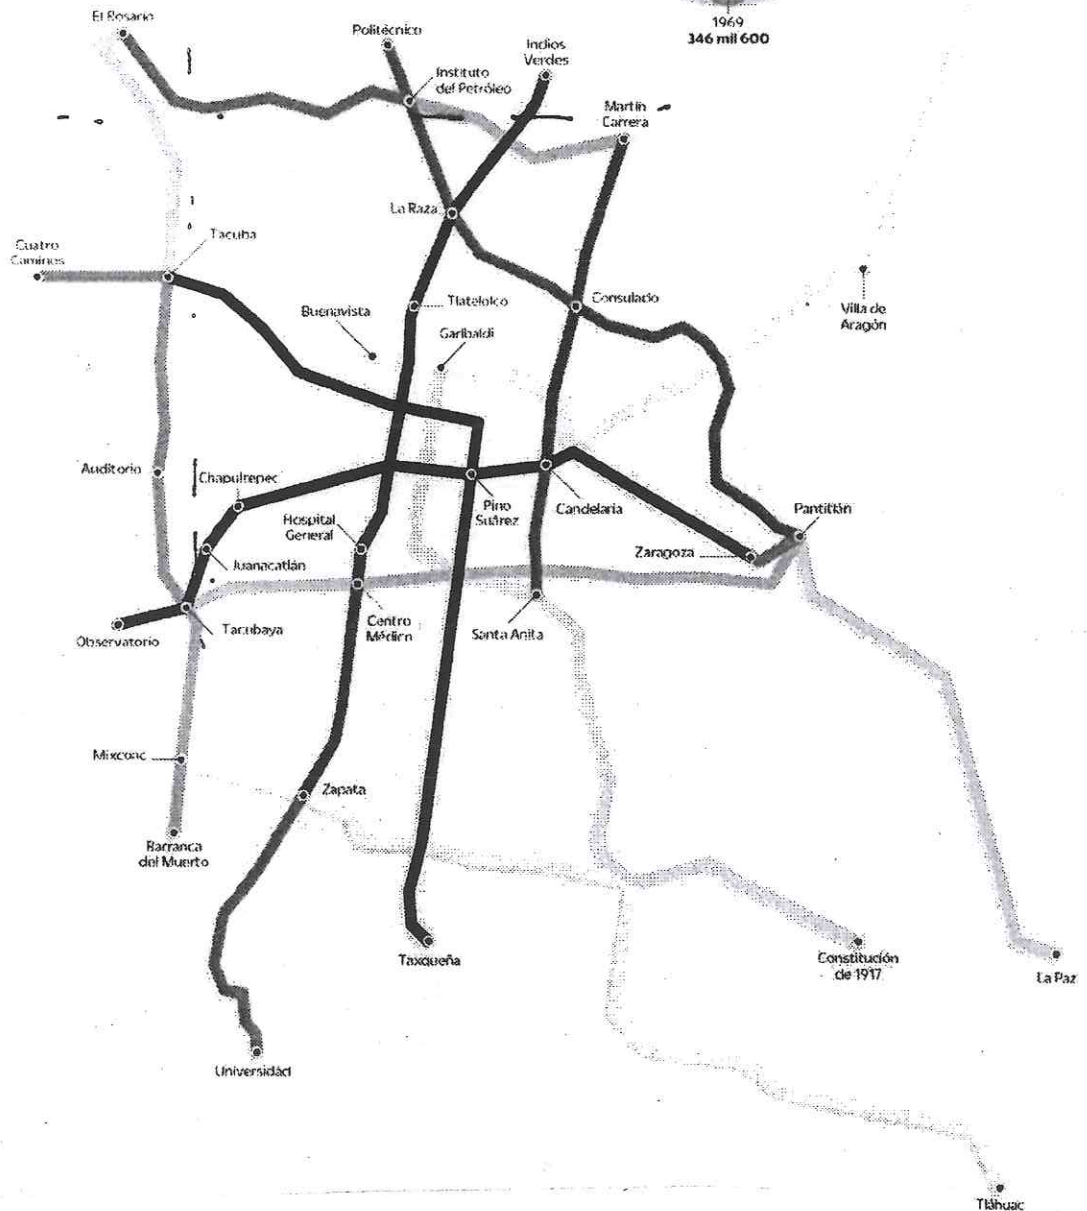 El Rosario
Politécnico
1969
346 mil 600
Indios
Verdes
Instituto
del Petróleo
Martín
Carrera
La Raza
Tacuba
Cuatro
Caminos
Tlatelolco
Consulado
Buenavista
Garibaldi
Villa de
Aragón
Auditorio
Chapultepec
Pino
Suárez
Candelaria
Pantitlán
Hospital
General
Zaragoza
Juanacatlán
Tacubaya
Centro
Médico
Santa Anita
Observatorio
Mixcoac
Zapata
Barranca
del Muerto
Taxqueña
Constitución
de 1917
La Paz
Universidad
Tláhuac